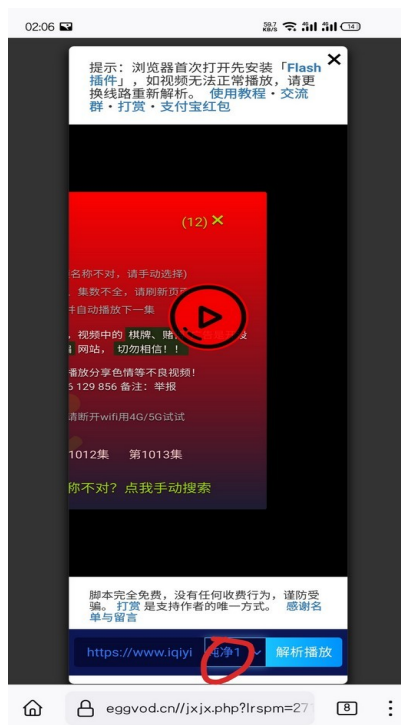 02:06
59.7 KB/S
14
提示：浏览器首次打开先安装「Flash
插件」，如视频无法正常播放，请更
换线路重新解析。 使用教程・交流
群・打赏・支付宝红包
(12)
名称不对，请手动选择)
集数不全，请刷新页
自动播放下一集
，视频中的 棋牌、赌
网站， 切勿相信！！
播放分享色情等不良视频！
6 129 856 备注：举报
请断开wifi用4G/5G试试
1012集 第1013集
称不对？点我手动搜索
脚本完全免费，没有任何收费行为，谨防受
骗。 打赏 是支持作者的唯一方式。 感谢名
单与留言
https://www.iqiyi 纯净1 解析播放
eggvod.cn//jxjx.php?lrspm=27 8